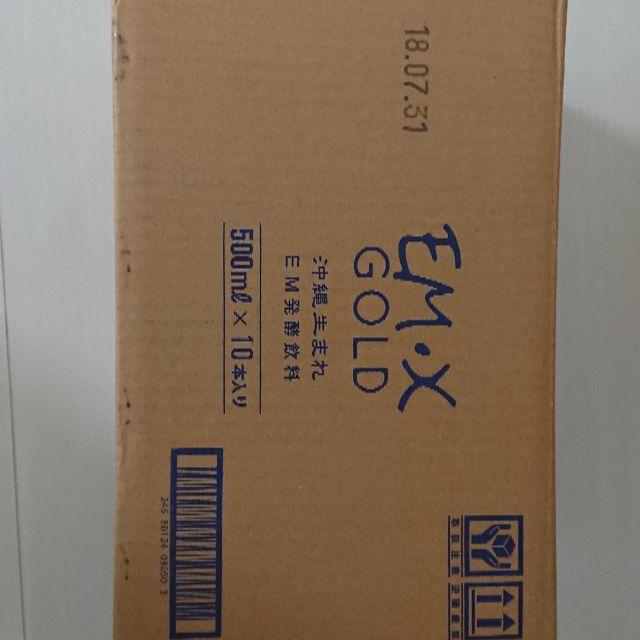 18.07.31
EM・X
GOLD
沖縄生まれ
EM発酵飲料
500mℓ × 10本入り